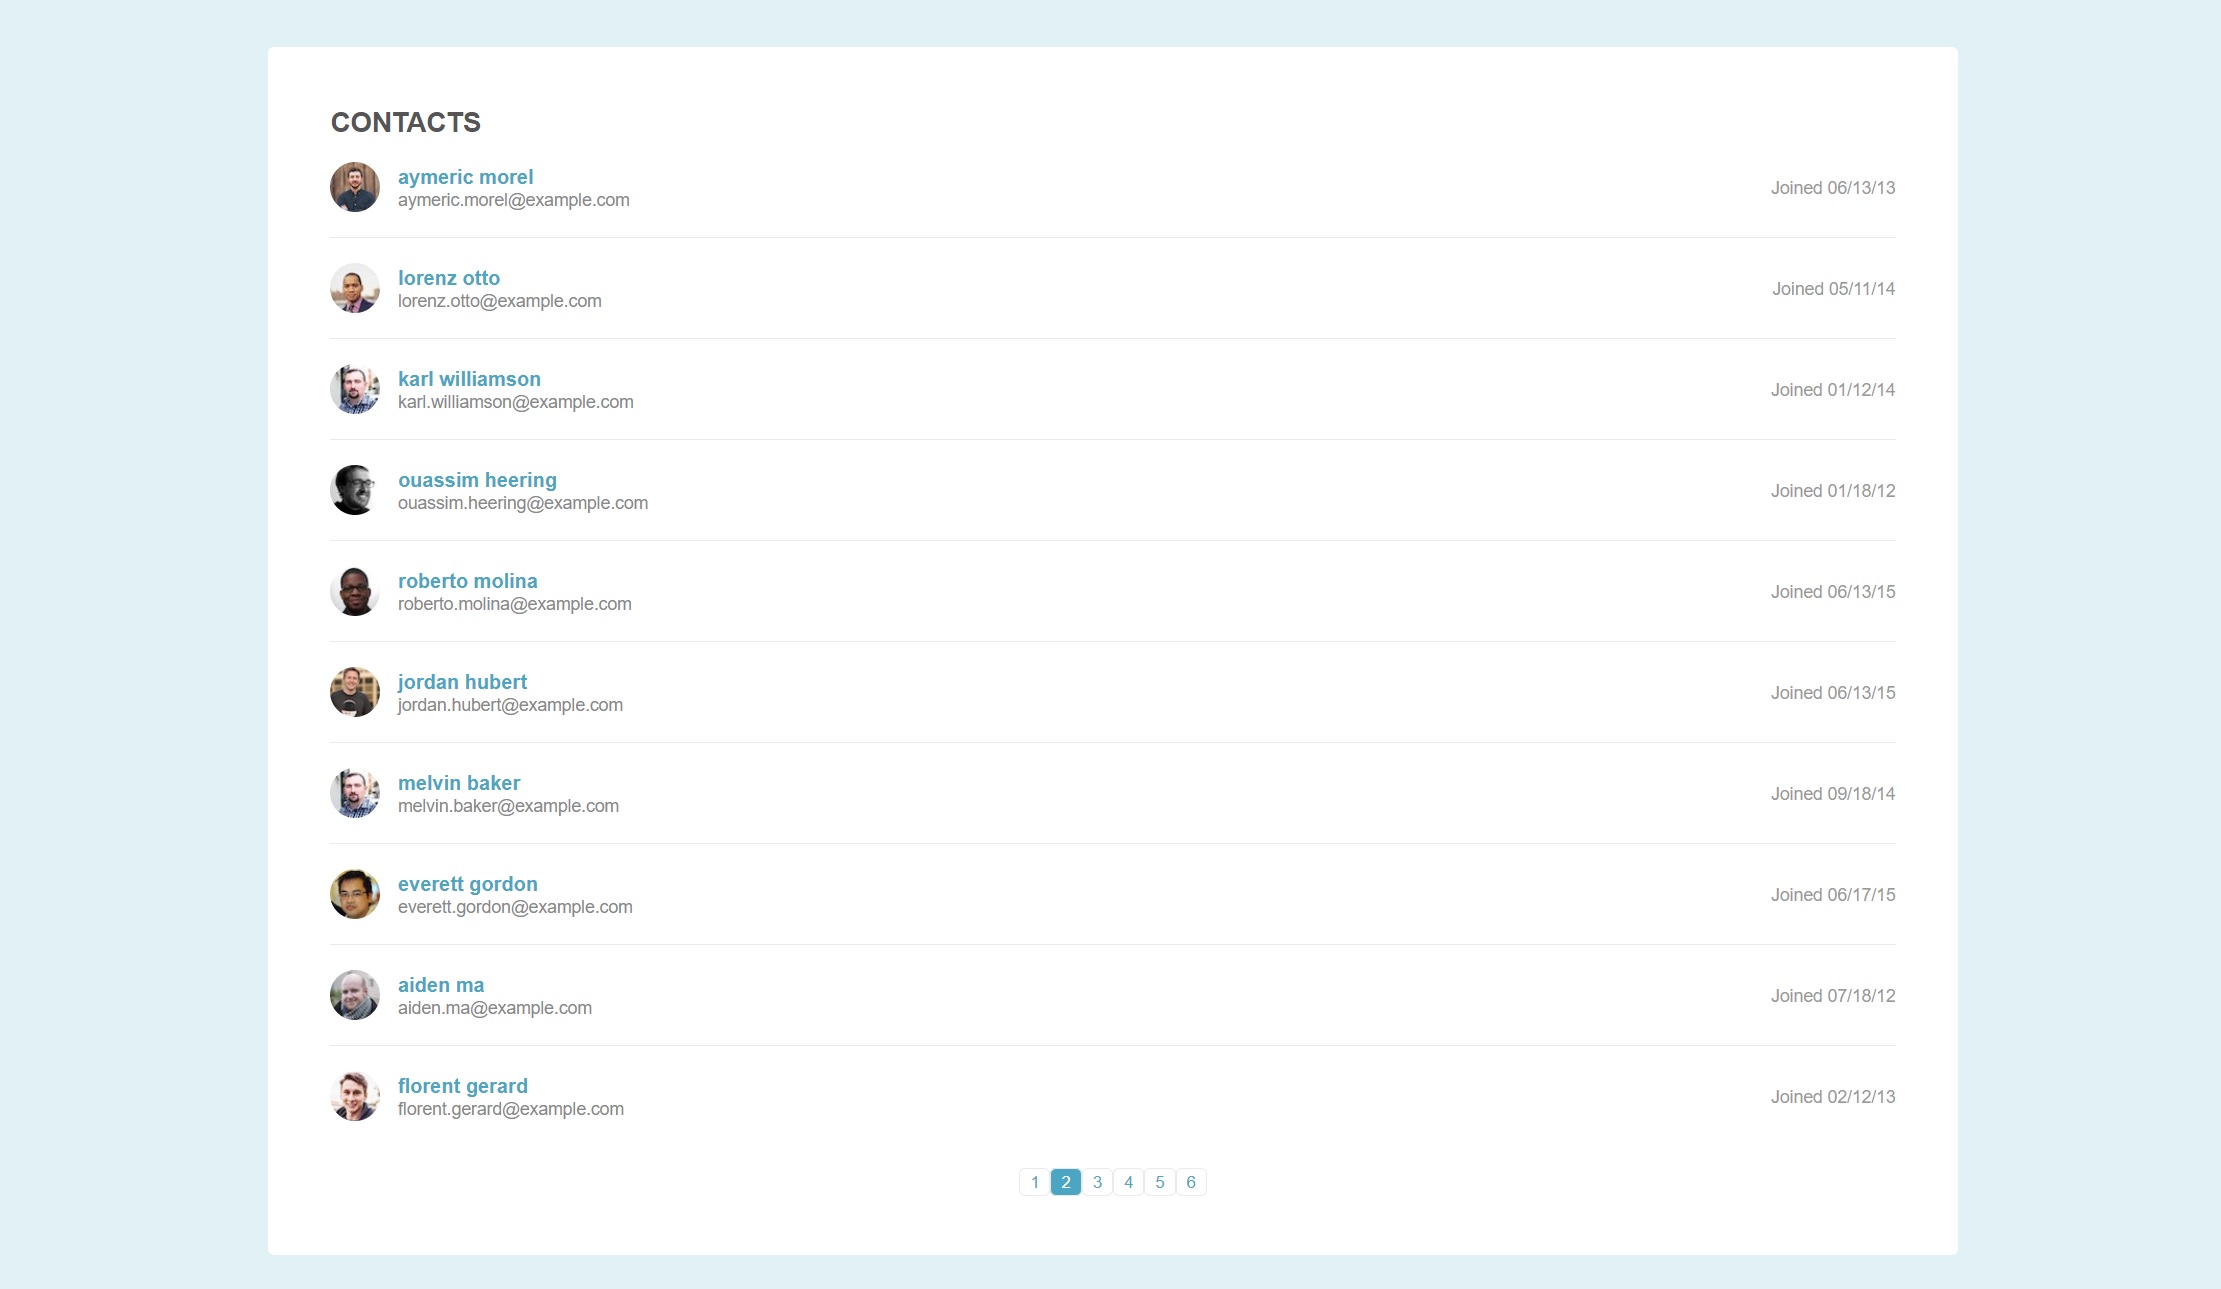 CONTACTS
aymeric morel
aymeric.morel@example.com
Joined 06/13/13
lorenz otto
lorenz.otto@example.com
Joined 05/11/14
karl williamson
karl.williamson@example.com
Joined 01/12/14
ouassim heering
ouassim.heering@example.com
Joined 01/18/12
roberto molina
roberto.molina@example.com
Joined 06/13/15
jordan hubert
jordan.hubert@example.com
Joined 06/13/15
melvin baker
melvin.baker@example.com
Joined 09/18/14
everett gordon
everett.gordon@example.com
Joined 06/17/15
aiden ma
aiden.ma@example.com
Joined 07/18/12
florent gerard
florent.gerard@example.com
Joined 02/12/13
1 2 3 4 5 6